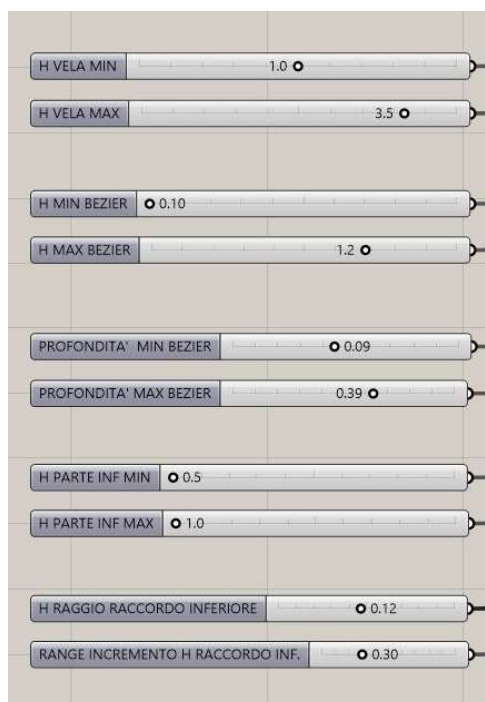 H VELA MIN 1.0
H VELA MAX 3.5
H MIN BEZIER 0.10
H MAX BEZIER 1.2
PROFONDITA' MIN BEZIER 0.09
PROFONDITA' MAX BEZIER 0.39
H PARTE INF MIN 0.5
H PARTE INF MAX 1.0
H RAGGIO RACCORDO INFERIORE 0.12
RANGE INCREMENTO H RACCORDO INF. 0.30